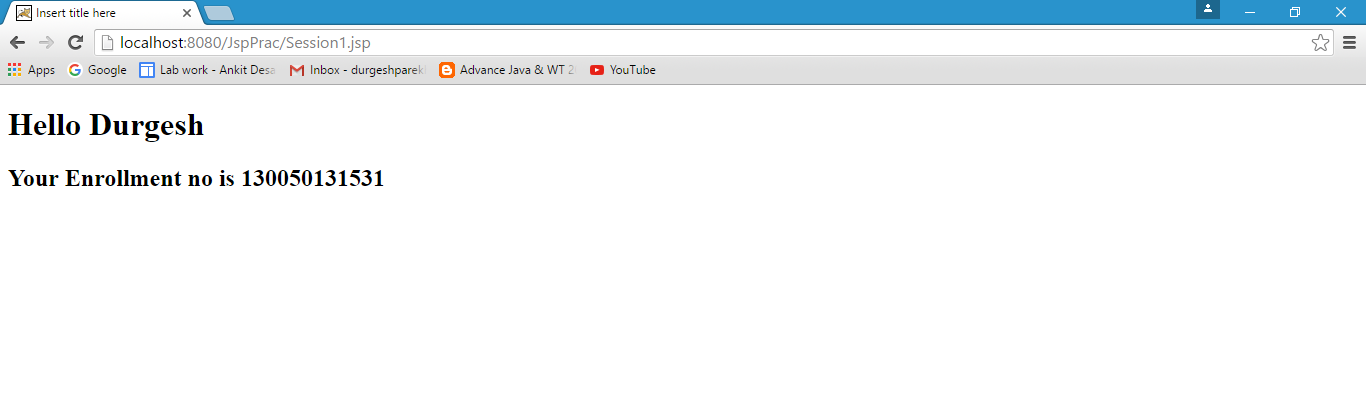 Insert title here
localhost:8080/JspPrac/Session1.jsp
Apps Google Lab work - Ankit Desa Inbox - durgeshparek Advance Java & WT 2 YouTube
Hello Durgesh
Your Enrollment no is 130050131531